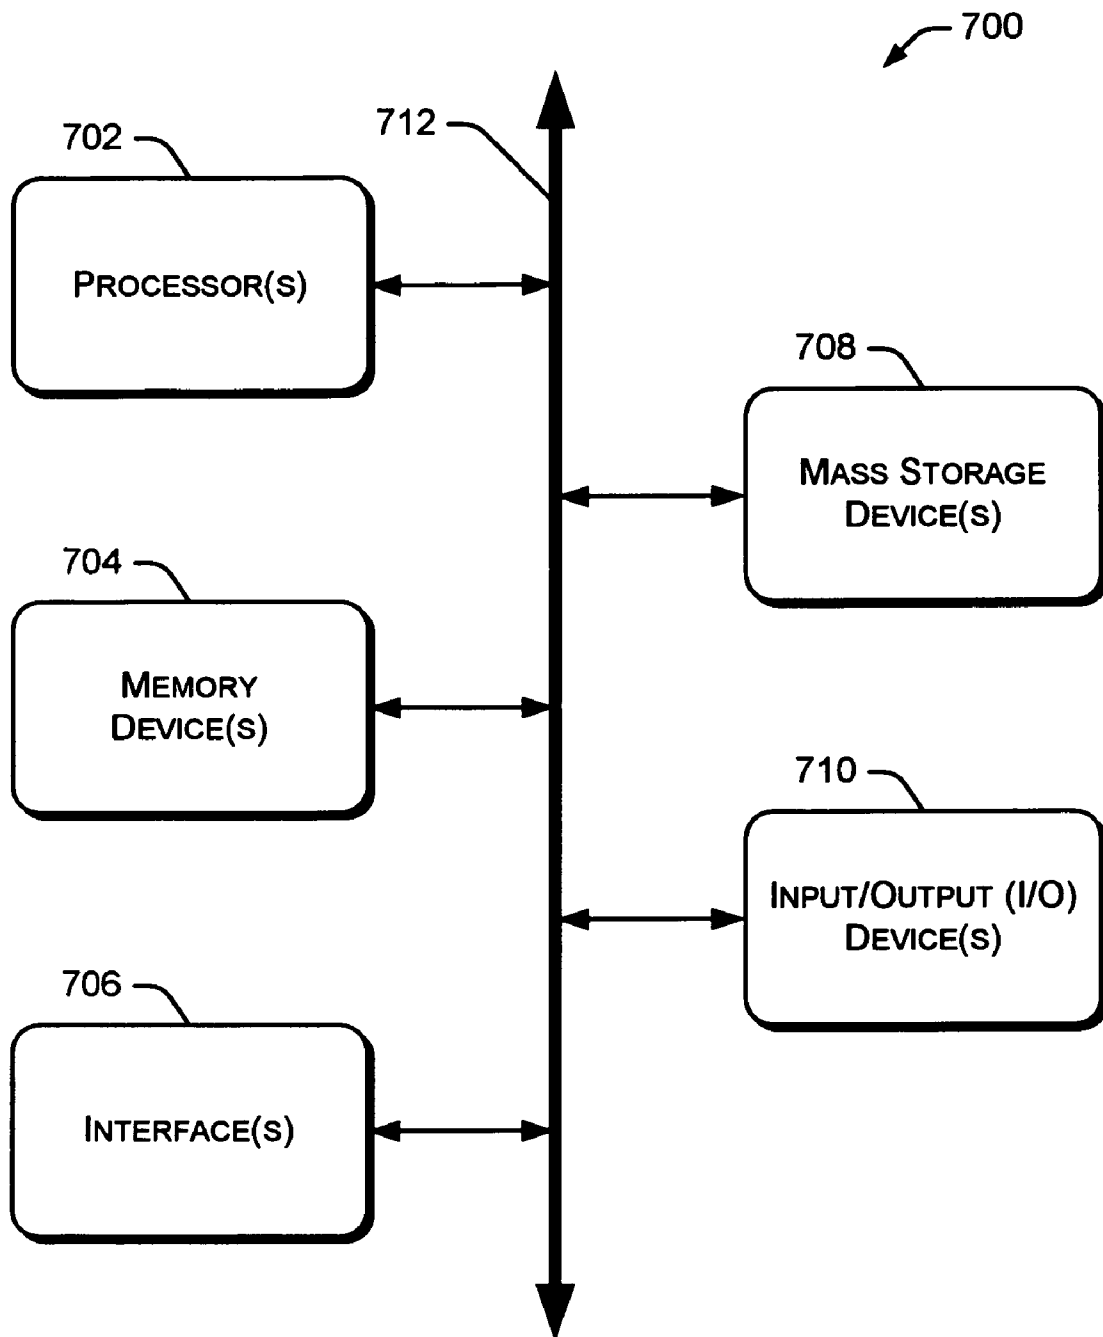 700
712
702
PROCESSOR(S)
708
MASS STORAGE
DEVICE(S)
704
MEMORY
DEVICE(S)
710
INPUT/OUTPUT (I/O)
DEVICE(S)
706
INTERFACE(S)